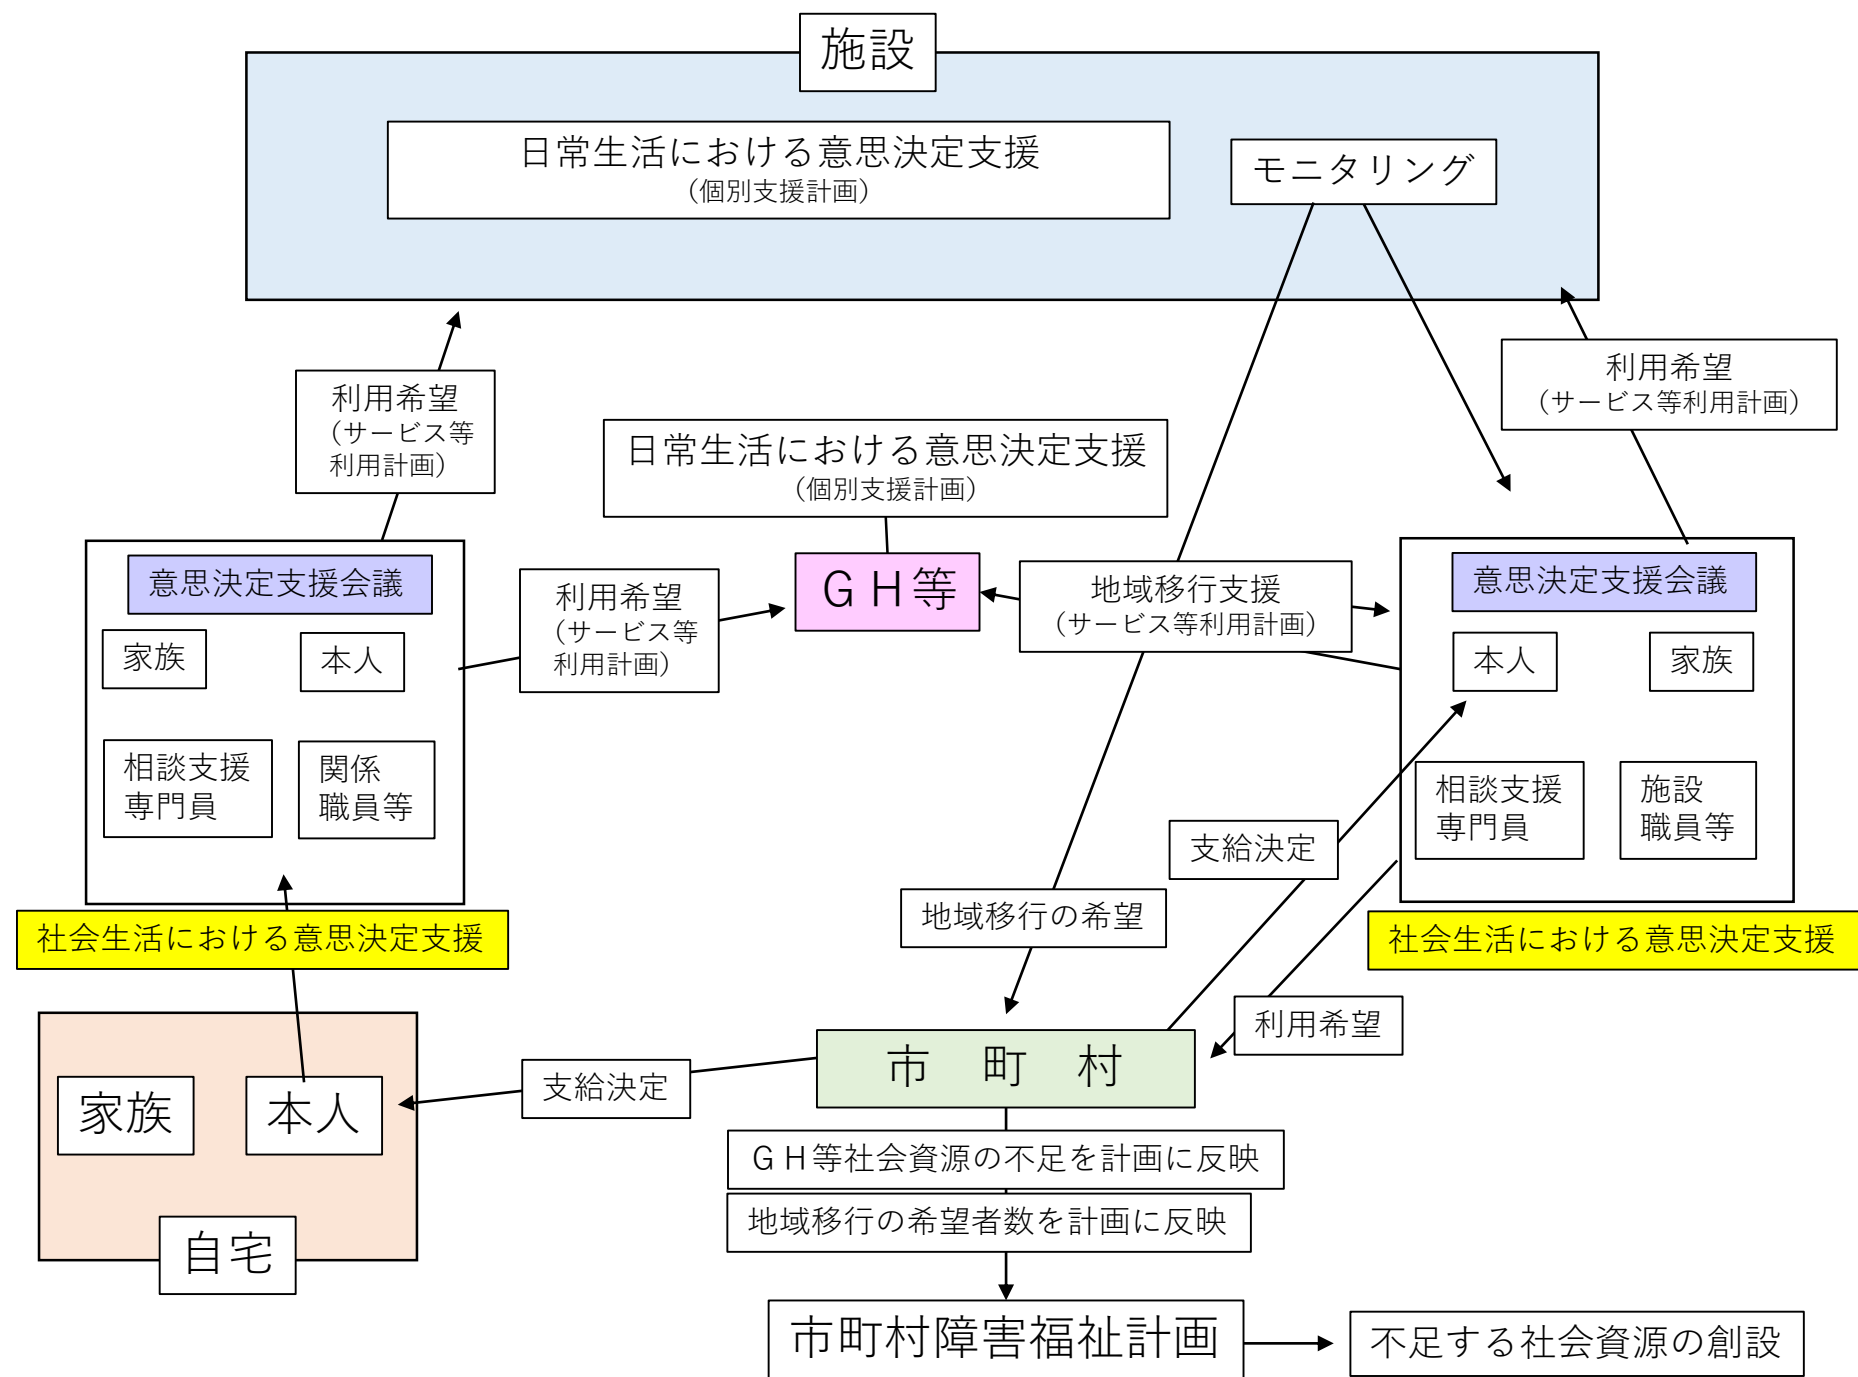 施設
日常生活における意思決定支援
（個別支援計画）
モニタリング
利用希望
（サービス等
利用計画）
利用希望
（サービス等利用計画）
日常生活における意思決定支援
（個別支援計画）
ＧＨ等
利用希望
（サービス等
利用計画）
地域移行支援
（サービス等利用計画）
意思決定支援会議
家族
本人
相談支援
専門員
関係
職員等
社会生活における意思決定支援
意思決定支援会議
本人
家族
相談支援
専門員
施設
職員等
社会生活における意思決定支援
支給決定
地域移行の希望
利用希望
市　町　村
支給決定
家族
本人
自宅
ＧＨ等社会資源の不足を計画に反映
地域移行の希望者数を計画に反映
市町村障害福祉計画
不足する社会資源の創設